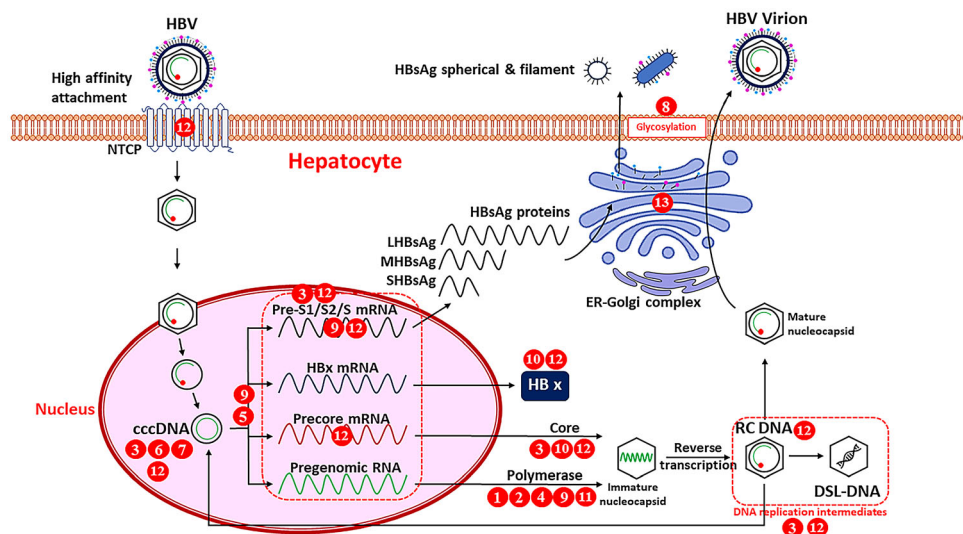 HBV
High affinity
attachment
12
NTCP
Hepatocyte
HBsAg spherical & filament
HBV Virion
8
Glycosylation
13
HBsAg proteins
LHBsAg
MHBsAg
SHBsAg
ER-Golgi complex
Mature
nucleocapsid
Nucleus
3 12
Pre-S1/S2/S mRNA
9 12
HBx mRNA
10 12
HB x
9
5
cccDNA
3 6 7
12
Precore mRNA
12
Core
3 10 12
Pregenomic RNA
Polymerase
1 2 4 9 11
Immature
nucleocapsid
Reverse
transcription
RC DNA 12
DSL-DNA
DNA replication intermediates
3 12